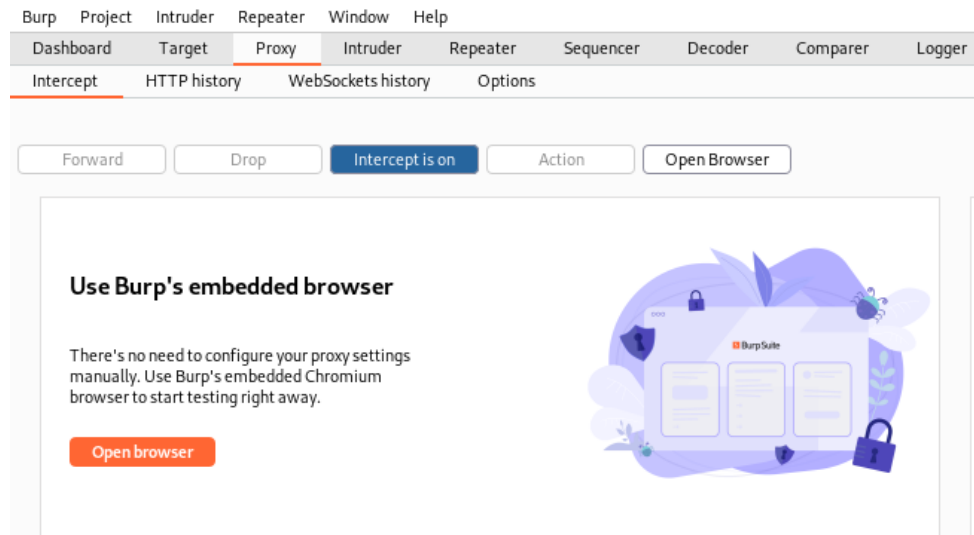 Burp Project Intruder Repeater Window Help
Dashboard Target Proxy Intruder Repeater Sequencer Decoder Comparer Logger
Intercept HTTP history WebSockets history Options
Forward Drop Intercept is on Action Open Browser
Use Burp's embedded browser
There's no need to configure your proxy settings
manually. Use Burp's embedded Chromium
browser to start testing right away.
Open browser
BurpSuite